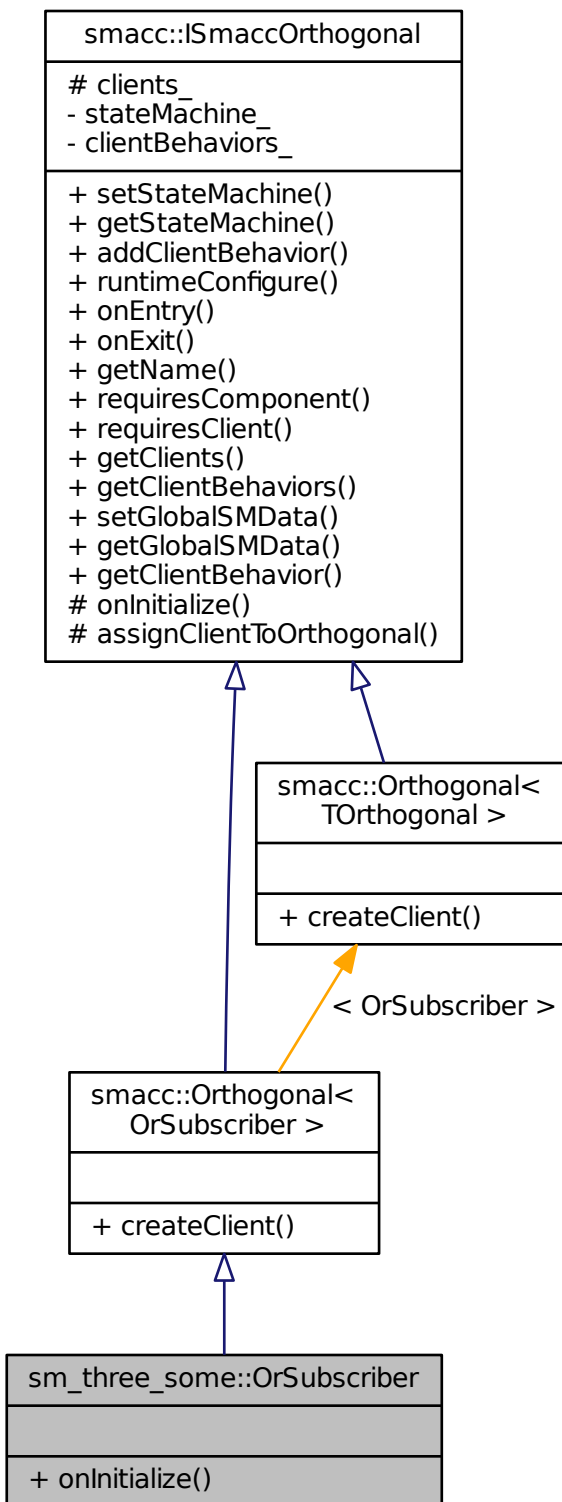 smacc::ISmaccOrthogonal
# clients_
- stateMachine_
- clientBehaviors_
+ setStateMachine()
+ getStateMachine()
+ addClientBehavior()
+ runtimeConfigure()
+ onEntry()
+ onExit()
+ getName()
+ requiresComponent()
+ requiresClient()
+ getClients()
+ getClientBehaviors()
+ setGlobalSMData()
+ getGlobalSMData()
+ getClientBehavior()
# onInitialize()
# assignClientToOrthogonal()
smacc::Orthogonal<
TOrthogonal >
+ createClient()
< OrSubscriber >
smacc::Orthogonal<
OrSubscriber >
+ createClient()
sm_three_some::OrSubscriber
+ onInitialize()